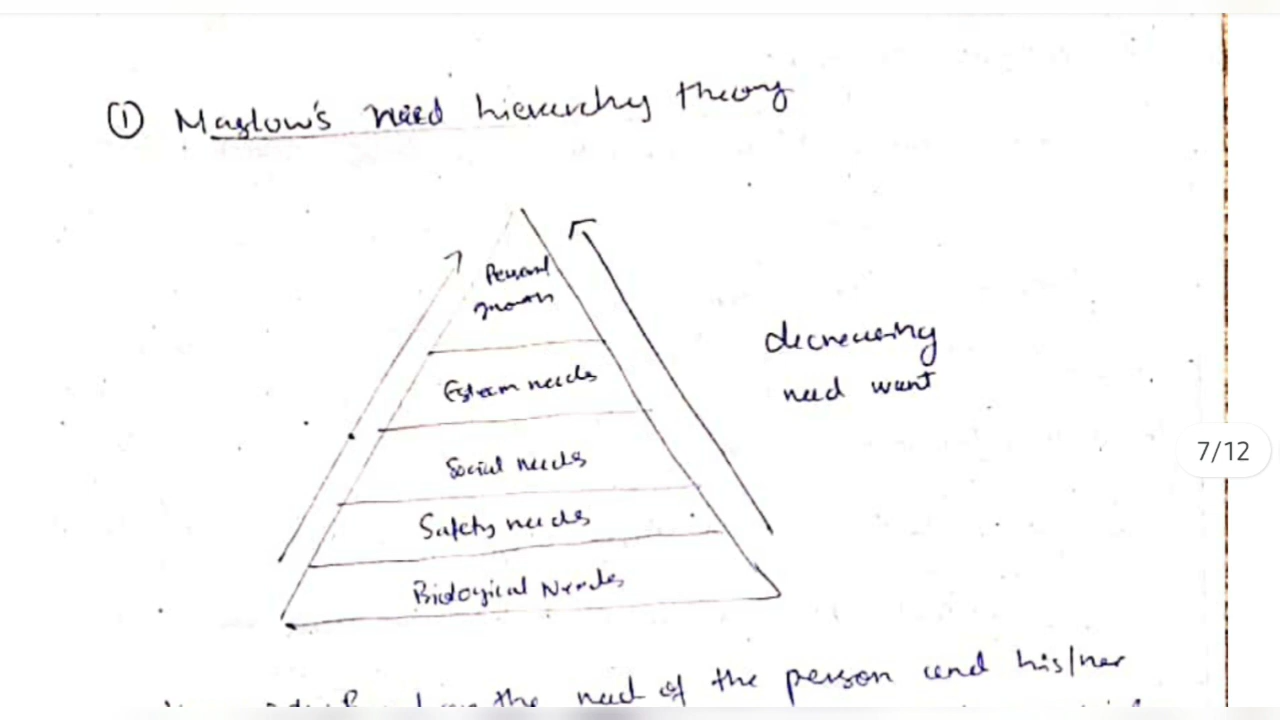 ① Maslow's need hierarchy theory
Personal
growth
Esteem needs
Social needs
Safety needs
Biological Needs
decreasing
need want
7/12
the need of the person and his/her